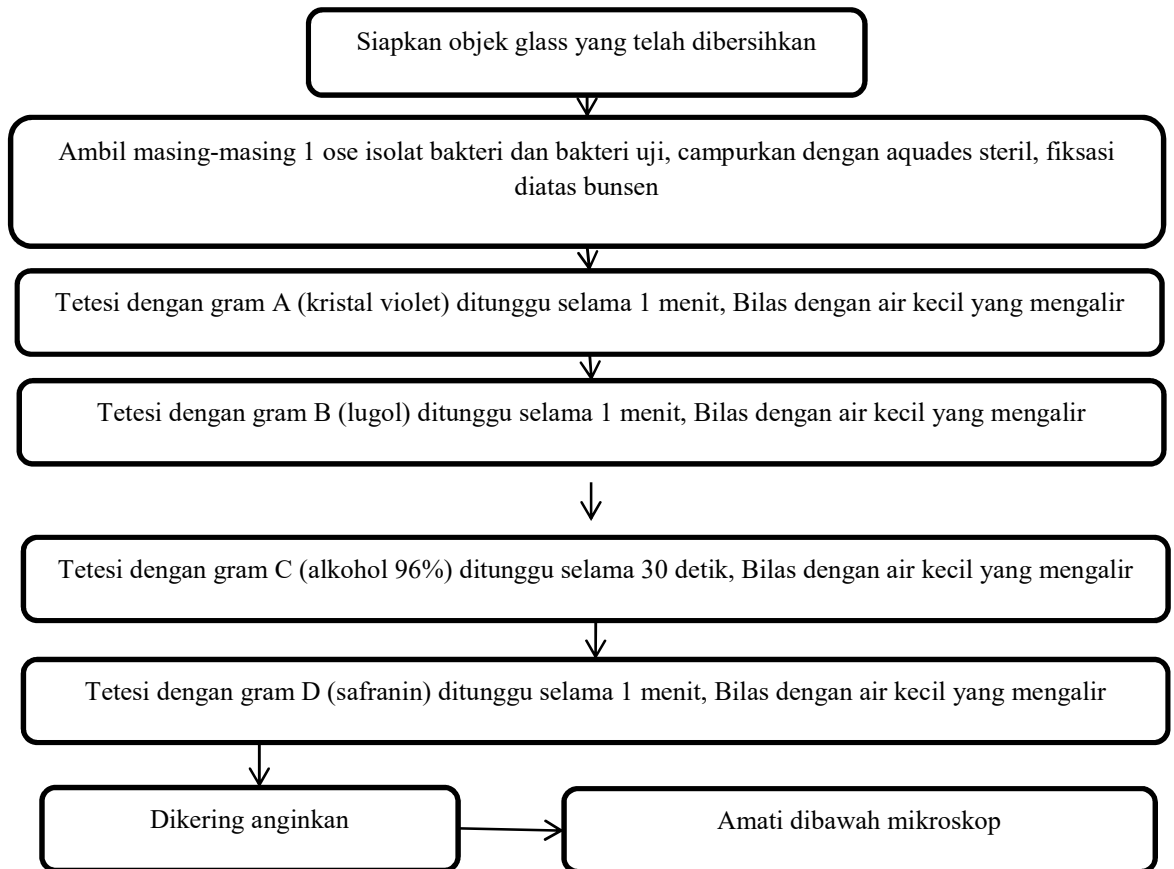 Siapkan objek glass yang telah dibersihkan
Ambil masing-masing 1 ose isolat bakteri dan bakteri uji, campurkan dengan aquades steril, fiksasi
diatas bunsen
Tetesi dengan gram A (kristal violet) ditunggu selama 1 menit, Bilas dengan air kecil yang mengalir
Tetesi dengan gram B (lugol) ditunggu selama 1 menit, Bilas dengan air kecil yang mengalir
Tetesi dengan gram C (alkohol 96%) ditunggu selama 30 detik, Bilas dengan air kecil yang mengalir
Tetesi dengan gram D (safranin) ditunggu selama 1 menit, Bilas dengan air kecil yang mengalir
Dikering anginkan
Amati dibawah mikroskop